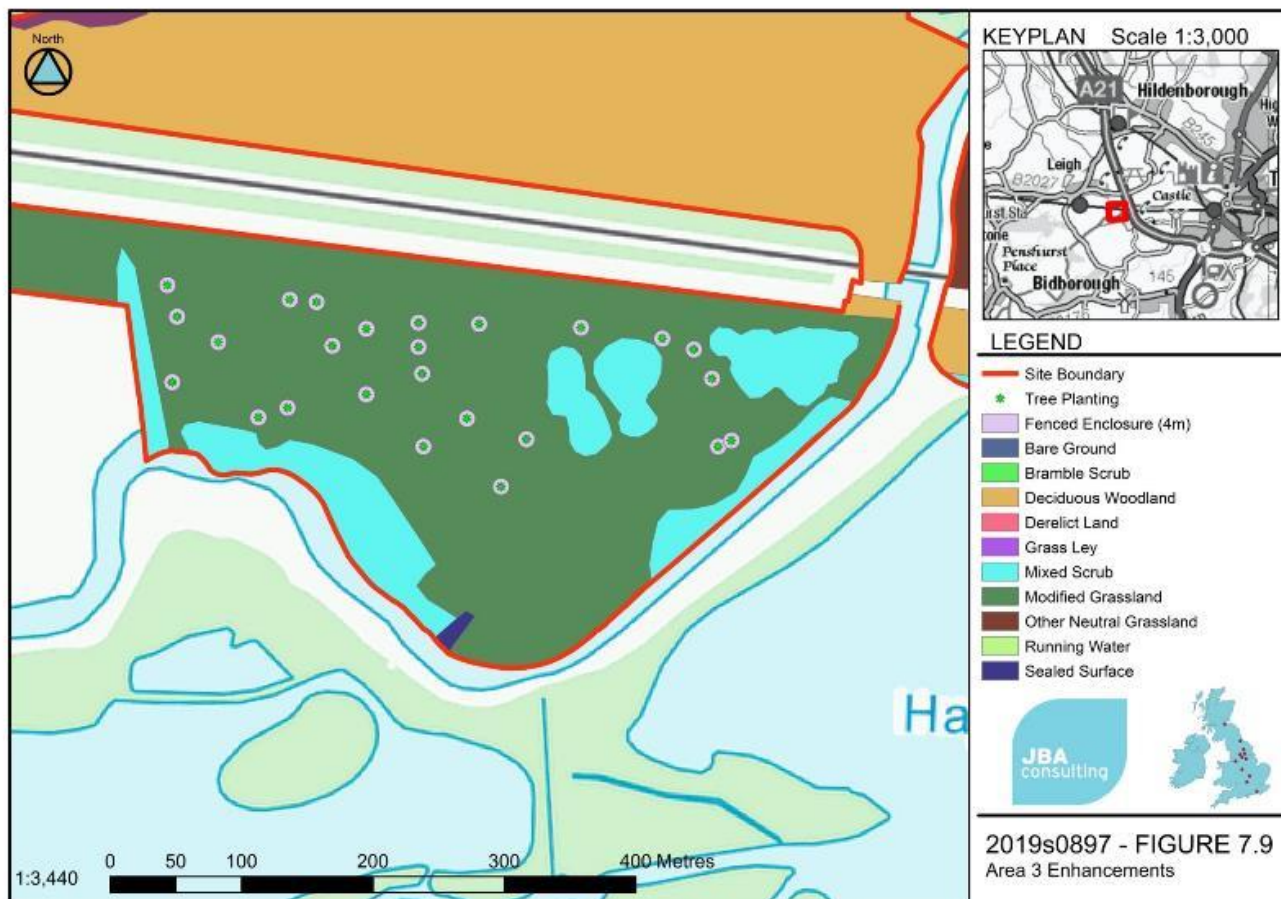 North
KEYPLAN Scale 1:3,000
A21
Hildenborough
B245
Leigh
B2027
Castle
Penshurst
Place
Bidborough
145
LEGEND
Site Boundary
Tree Planting
Fenced Enclosure (4m)
Bare Ground
Bramble Scrub
Deciduous Woodland
Derelict Land
Grass Ley
Mixed Scrub
Modified Grassland
Other Neutral Grassland
Running Water
Sealed Surface
Ha
JBA
consulting
2019s0897 - FIGURE 7.9
Area 3 Enhancements
0 50 100 200 300 400 Metres
1:3,440